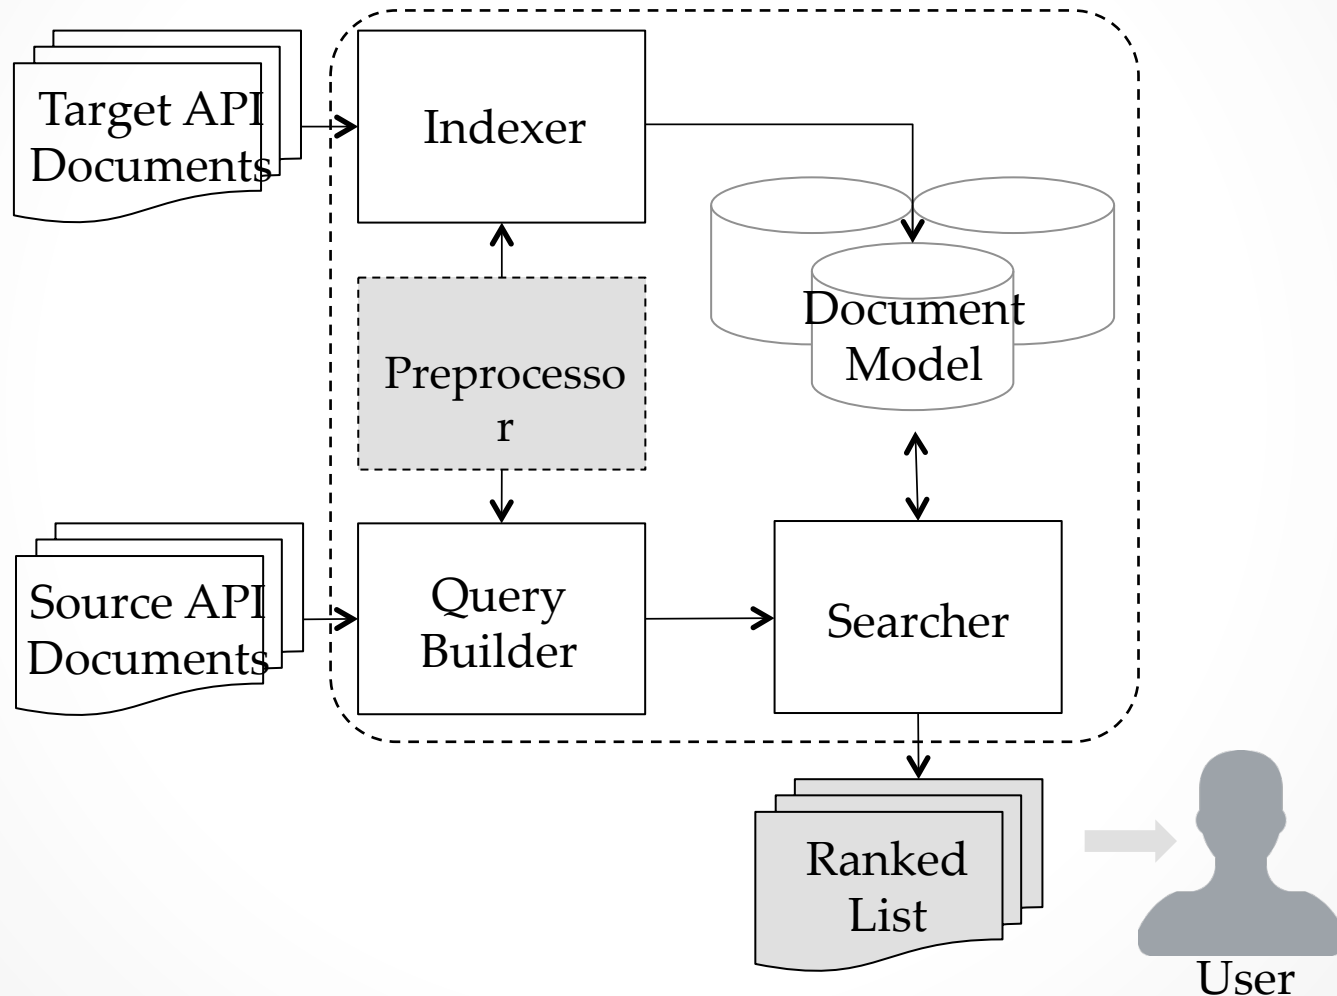 Target API
Documents
Indexer
Document
Model
Preprocesso
r
Source API
Documents
Query
Builder
Searcher
Ranked
List
User